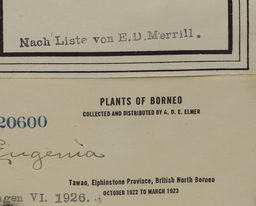 Nach Liste von E.D.Merrill.
PLANTS OF BORNEO
COLLECTED AND DISTRIBUTED BY A. D. E. ELMER
20600
Eugenia
Tawao, Elphinstone Province, British North Borneo
OCTOBER 1922 TO MARCH 1923
ngen VI. 1926.